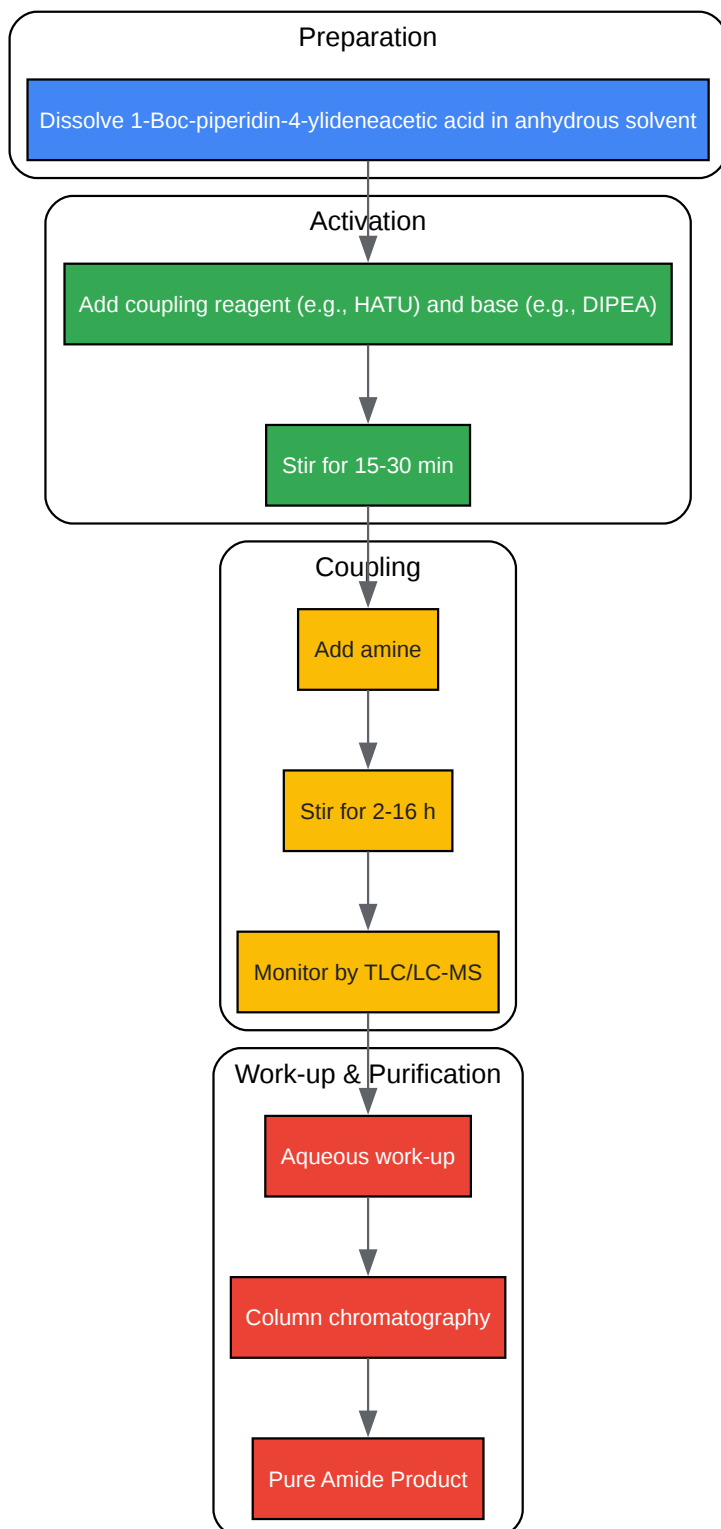 Preparation
Dissolve 1-Boc-piperidin-4-ylideneacetic acid in anhydrous solvent
Activation
Add coupling reagent (e.g., HATU) and base (e.g., DIPEA)
Stir for 15-30 min
Coupling
Add amine
Stir for 2-16 h
Monitor by TLC/LC-MS
Work-up & Purification
Aqueous work-up
Column chromatography
Pure Amide Product